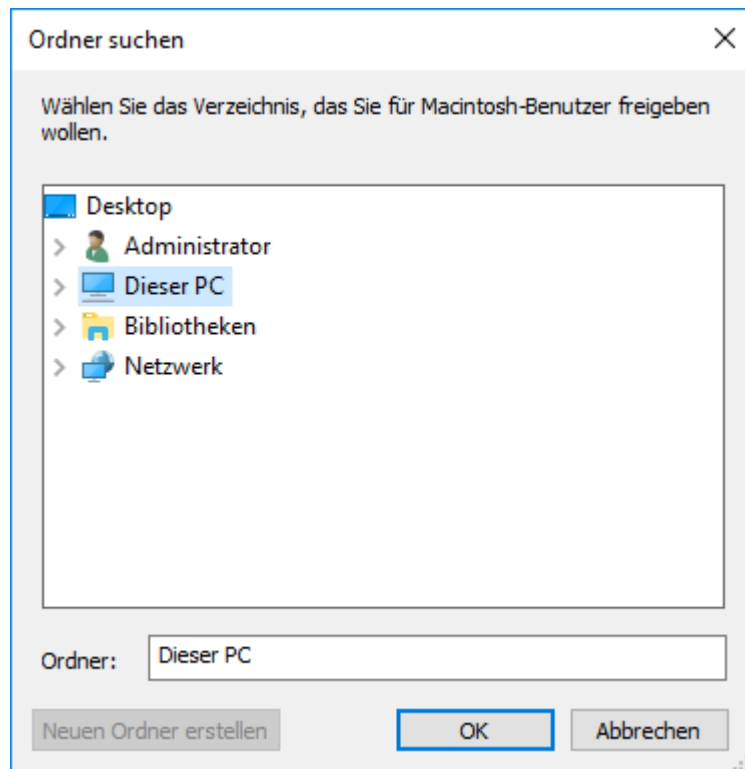 Ordner suchen
Wählen Sie das Verzeichnis, das Sie für Macintosh-Benutzer freigeben
wollen.
Desktop
Administrator
Dieser PC
Bibliotheken
Netzwerk
Ordner: Dieser PC
Neuen Ordner erstellen OK Abbrechen